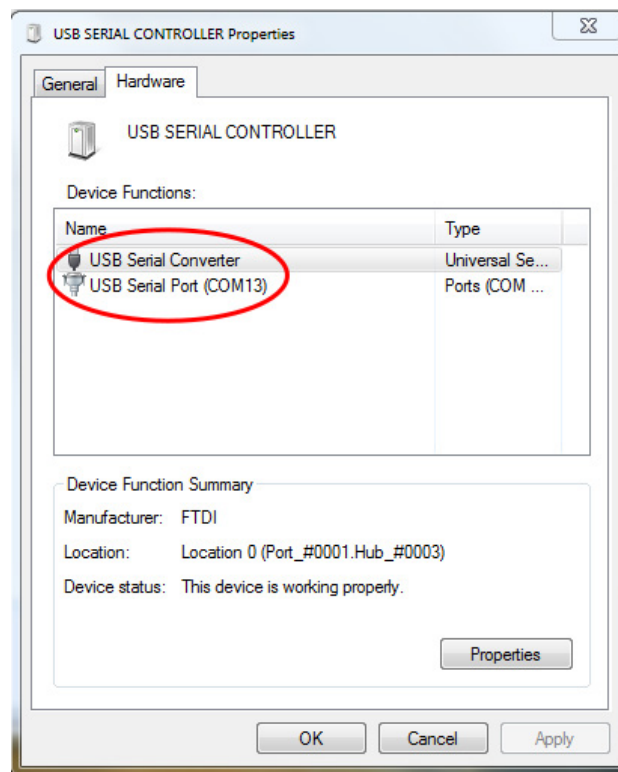 USB SERIAL CONTROLLER Properties
General Hardware
USB SERIAL CONTROLLER
Device Functions:
Name Type
USB Serial Converter Universal Se...
USB Serial Port (COM13) Ports (COM ...
Device Function Summary
Manufacturer: FTDI
Location: Location 0 (Port_#0001.Hub_#0003)
Device status: This device is working properly.
Properties
OK Cancel Apply